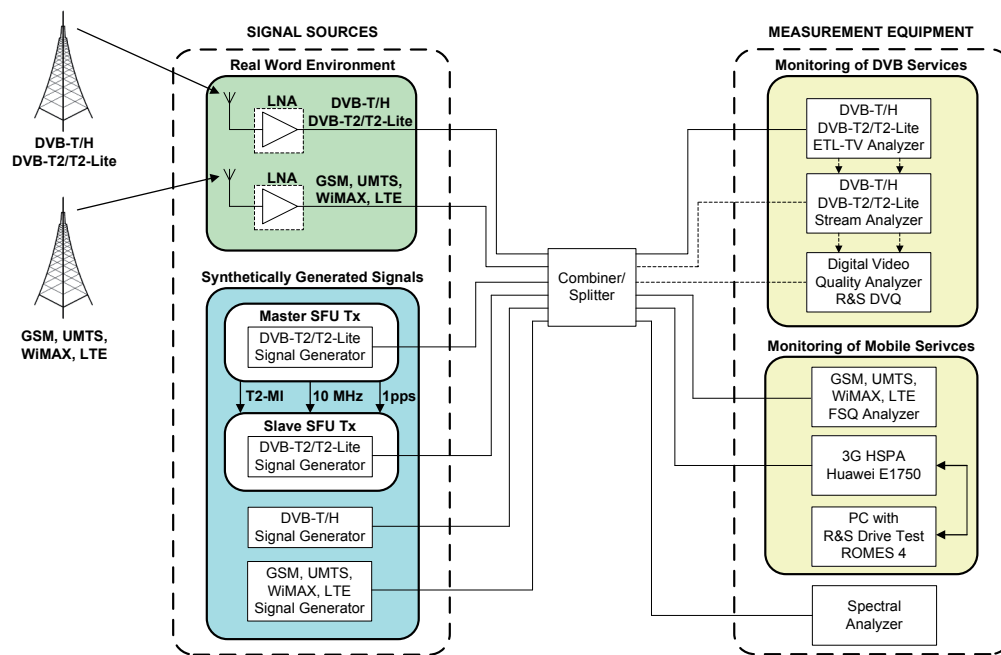 SIGNAL SOURCES
Real Word Environment
LNA
DVB-T/H
DVB-T2/T2-Lite
LNA
GSM, UMTS,
WiMAX, LTE
DVB-T/H
DVB-T2/T2-Lite
GSM, UMTS,
WiMAX, LTE
Synthetically Generated Signals
Master SFU Tx
DVB-T2/T2-Lite
Signal Generator
T2-MI
10 MHz
1pps
Slave SFU Tx
DVB-T2/T2-Lite
Signal Generator
DVB-T/H
Signal Generator
GSM, UMTS,
WiMAX, LTE
Signal Generator
Combiner/
Splitter
MEASUREMENT EQUIPMENT
Monitoring of DVB Services
DVB-T/H
DVB-T2/T2-Lite
ETL-TV Analyzer
DVB-T/H
DVB-T2/T2-Lite
Stream Analyzer
Digital Video
Quality Analyzer
R&S DVQ
Monitoring of Mobile Serivces
GSM, UMTS,
WiMAX, LTE
FSQ Analyzer
3G HSPA
Huawei E1750
PC with
R&S Drive Test
ROMES 4
Spectral
Analyzer